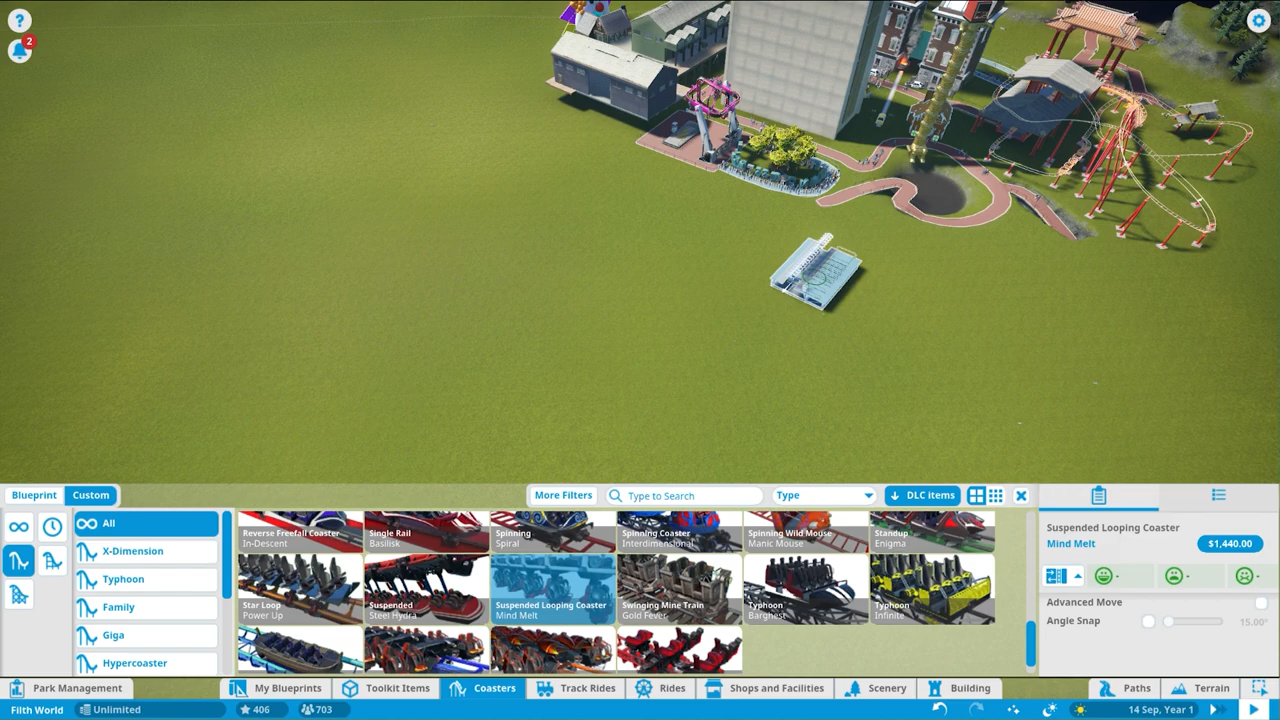 ?
2
Blueprint Custom
More Filters Type to Search Type DLC items
All
X-Dimension
Typhoon
Family
Giga
Hypercoaster
Reverse Freefall Coaster
In-Descent
Single Rail
Basilisk
Spinning
Spiral
Spinning Coaster
Interdimensional
Spinning Wild Mouse
Manic Mouse
Standup
Enigma
Star Loop
Power Up
Suspended
Steel Hydra
Suspended Looping Coaster
Mind Melt
Swinging Mine Train
Gold Fever
Typhoon
Barghest
Typhoon
Infinite
Suspended Looping Coaster
Mind Melt $1,440.00
- - -
Advanced Move
Angle Snap 15.00°
Park Management My Blueprints Toolkit Items Coasters Track Rides Rides Shops and Facilities Scenery Building Paths Terrain
Filth World Unlimited 406 703 14 Sep, Year 1